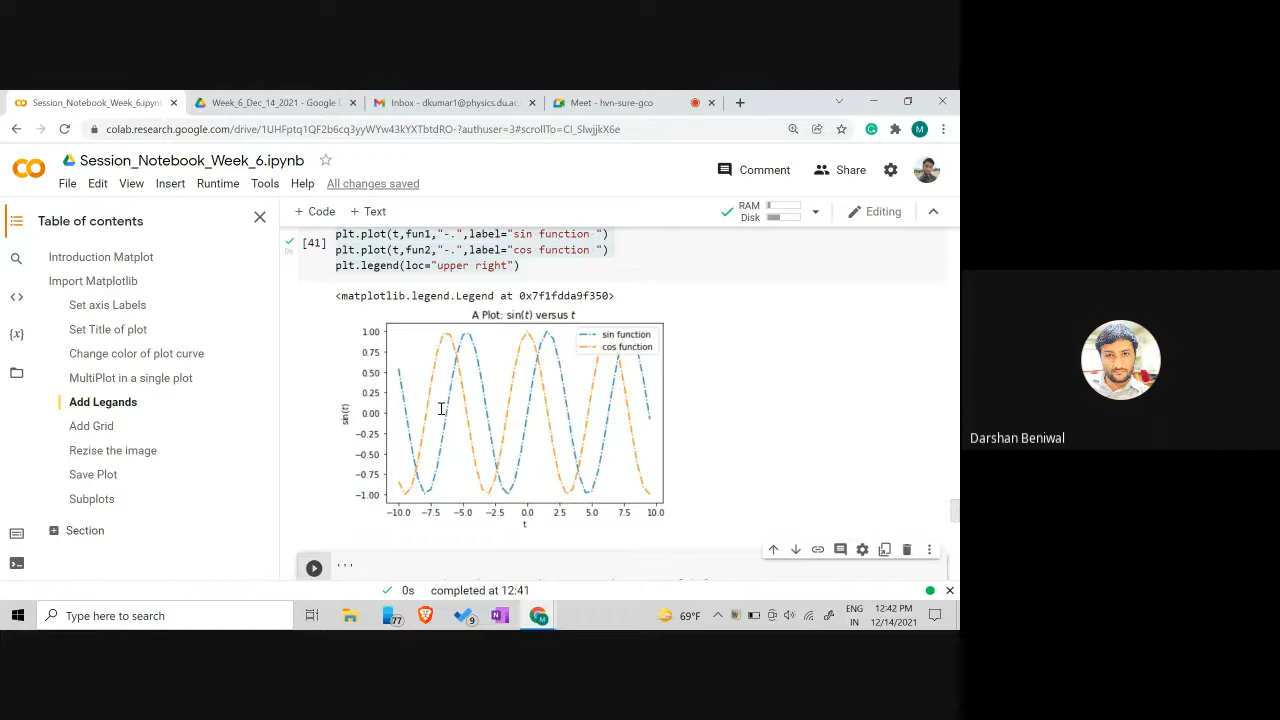 Session_Notebook_Week_6.ipynb
Week_6_Dec_14_2021 - Google D
Inbox - dkumar1@physics.du.ac
Meet - hvn-sure-gco
colab.research.google.com/drive/1UHFptq1QF2b6cq3yyWYw43kYXTbtdRO-?authuser=3#scrollTo=CI_SlwjjkX6e
M
CO
Session_Notebook_Week_6.ipynb
Comment
Share
File Edit View Insert Runtime Tools Help All changes saved
+ Code + Text
RAM
Disk
Editing
Table of contents
Introduction Matplot
Import Matplotlib
Set axis Labels
Set Title of plot
Change color of plot curve
MultiPlot in a single plot
Add Legands
Add Grid
Rezise the image
Save Plot
Subplots
Section
[41]
0s
plt.plot(t,fun1,"-.",label="sin function ")
plt.plot(t,fun2,"-.",label="cos function ")
plt.legend(loc="upper right")
<matplotlib.legend.Legend at 0x7f1fdda9f350>
A Plot: sin(t) versus t
sin function
cos function
1.00
0.75
0.50
0.25
0.00
−0.25
−0.50
−0.75
−1.00
sin(t)
−10.0 −7.5 −5.0 −2.5 0.0 2.5 5.0 7.5 10.0
t
'''
0s completed at 12:41
Type here to search
77
9
69°F
ENG
IN
12:42 PM
12/14/2021
Darshan Beniwal